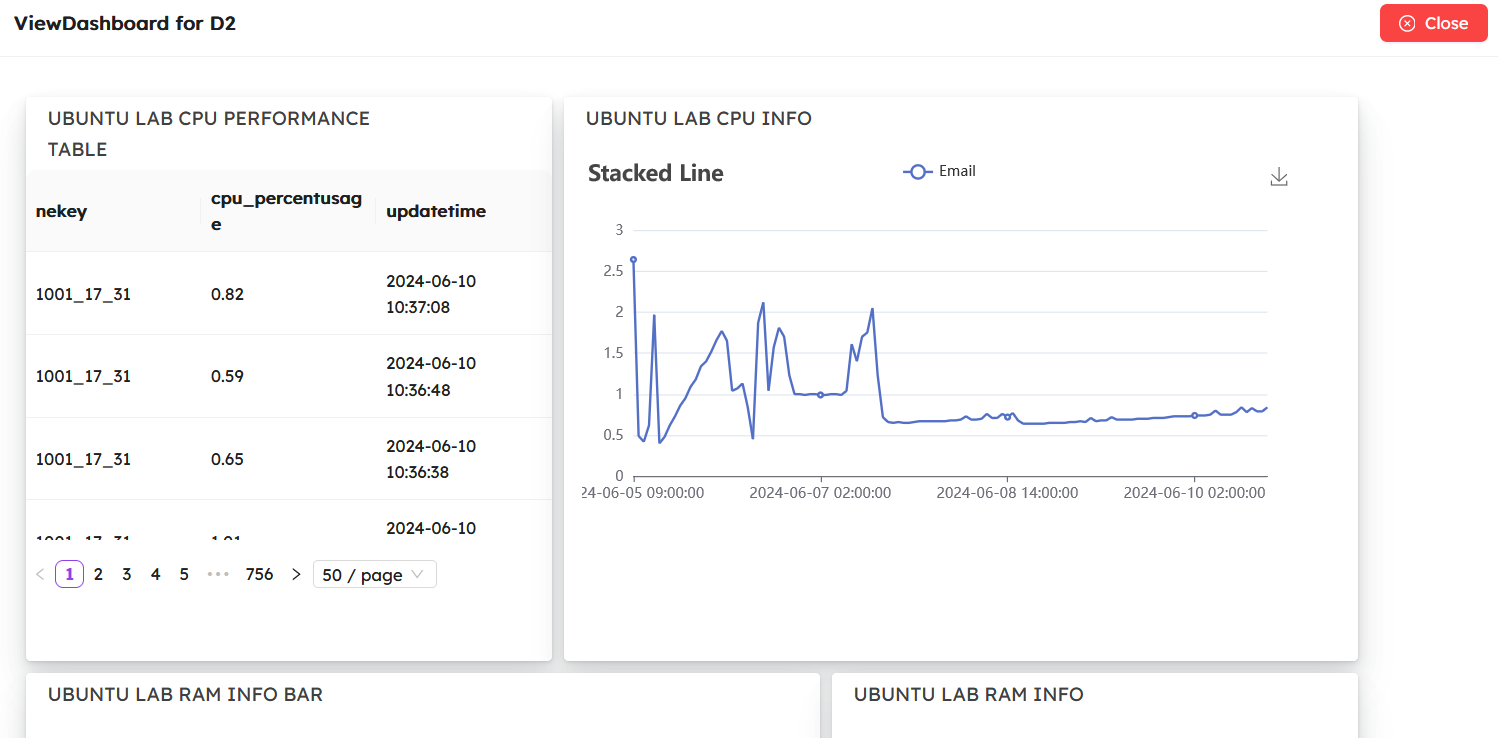 ViewDashboard for D2
Close
UBUNTU LAB CPU PERFORMANCE
TABLE
nekey
cpu_percentusag
e
updatetime
1001_17_31
0.82
2024-06-10
10:37:08
1001_17_31
0.59
2024-06-10
10:36:48
1001_17_31
0.65
2024-06-10
10:36:38
2024-06-10
1
2
3
4
5
•••
756
50 / page
UBUNTU LAB CPU INFO
Stacked Line
Email
3
2.5
2
1.5
1
0.5
0
24-06-05 09:00:00
2024-06-07 02:00:00
2024-06-08 14:00:00
2024-06-10 02:00:00
UBUNTU LAB RAM INFO BAR
UBUNTU LAB RAM INFO